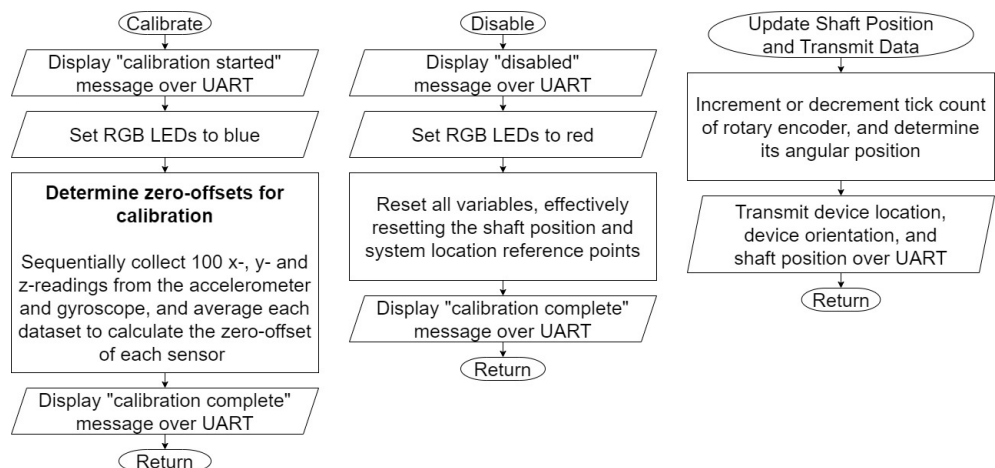 Calibrate
Display "calibration started"
message over UART
Set RGB LEDs to blue
Determine zero-offsets for
calibration
Sequentially collect 100 x-, y- and
z-readings from the accelerometer
and gyroscope, and average each
dataset to calculate the zero-offset
of each sensor
Display "calibration complete"
message over UART
Return
Disable
Display "disabled"
message over UART
Set RGB LEDs to red
Reset all variables, effectively
resetting the shaft position and
system location reference points
Display "calibration complete"
message over UART
Return
Update Shaft Position
and Transmit Data
Increment or decrement tick count
of rotary encoder, and determine
its angular position
Transmit device location,
device orientation, and
shaft position over UART
Return